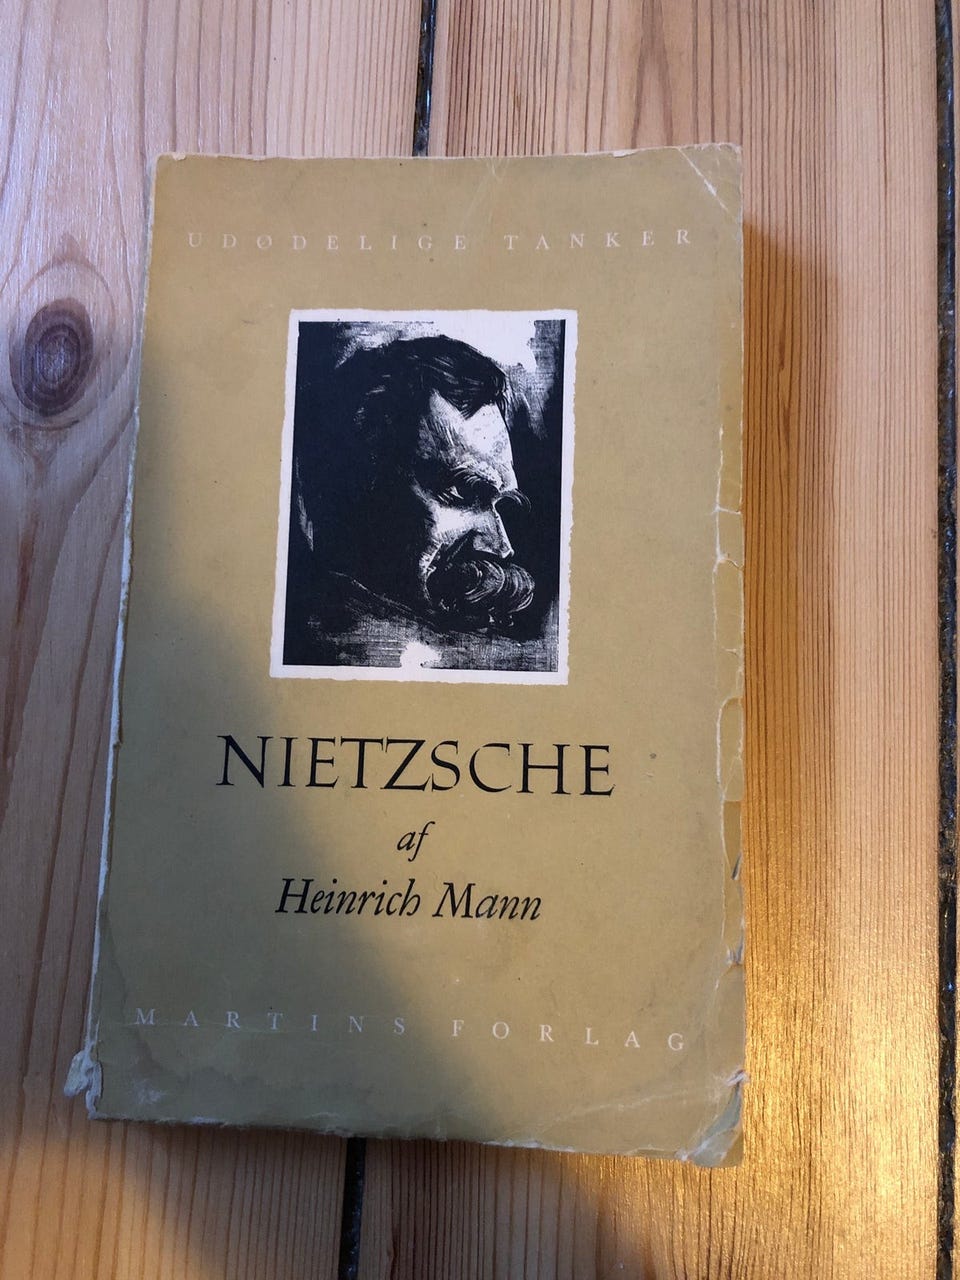 UDØDELIGE TANKER
NIETZSCHE
af
Heinrich Mann
MARTINS FORLAG